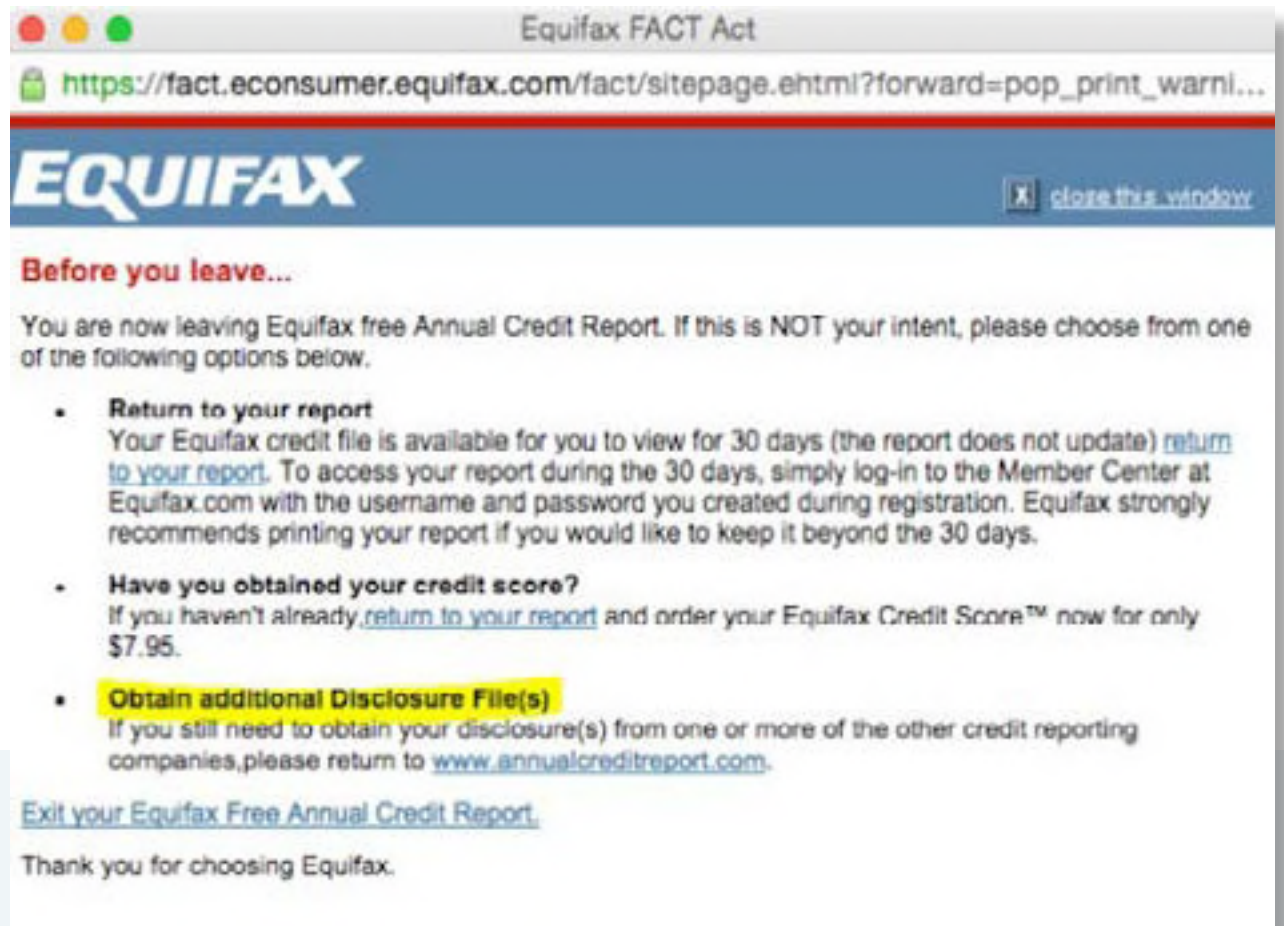 Equifax FACT Act
https://fact.econsumer.equifax.com/fact/sitepage.ehtml?forward=pop_print_warni...
EQUIFAX
X close this window
Before you leave...
You are now leaving Equifax free Annual Credit Report. If this is NOT your intent, please choose from one
of the following options below.
• Return to your report
Your Equifax credit file is available for you to view for 30 days (the report does not update) return
to your report. To access your report during the 30 days, simply log-in to the Member Center at
Equifax.com with the username and password you created during registration. Equifax strongly
recommends printing your report if you would like to keep it beyond the 30 days.
• Have you obtained your credit score?
If you haven't already,return to your report and order your Equifax Credit Score™ now for only
$7.95.
• Obtain additional Disclosure File(s)
If you still need to obtain your disclosure(s) from one or more of the other credit reporting
companies,please return to www.annualcreditreport.com.
Exit your Equifax Free Annual Credit Report.
Thank you for choosing Equifax.